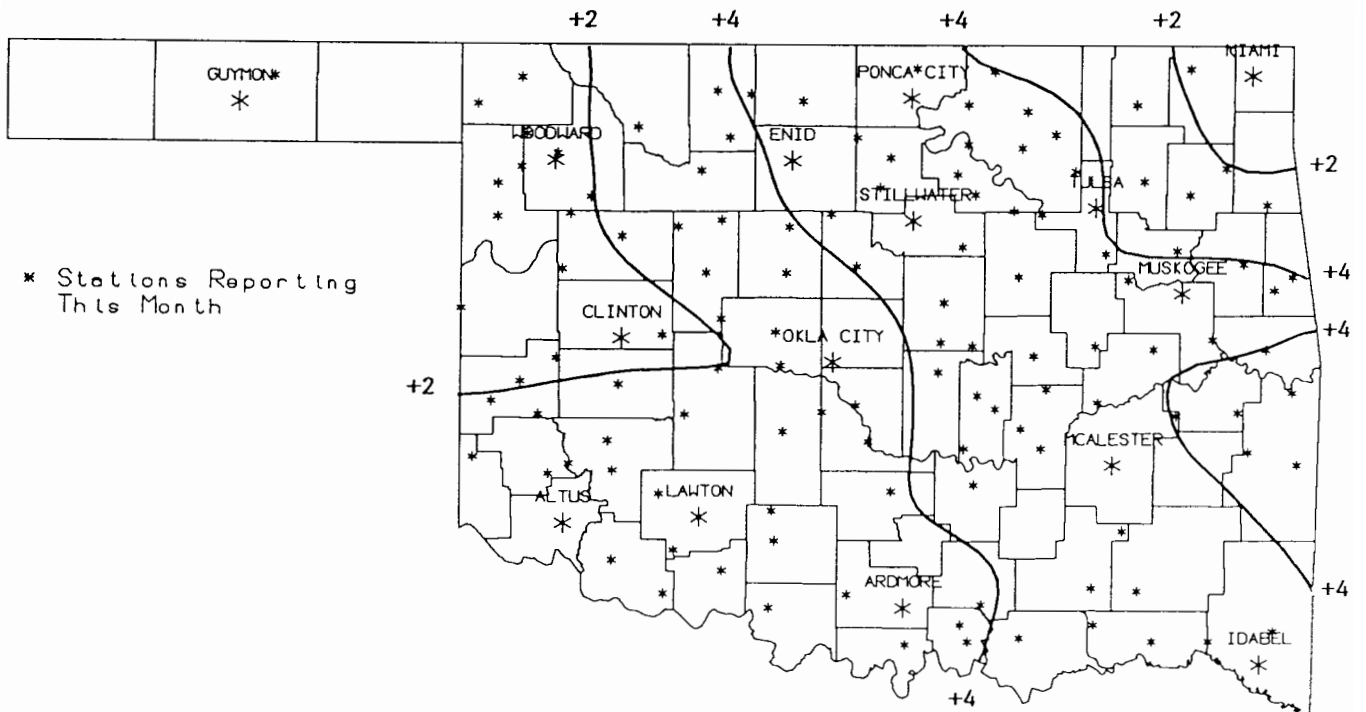 +2 +4 +4 +2
MIAMI
GUYMON
PONCA CITY
WOODWARD
ENID
+2
TULSA
STILLWATER
* Stations Reporting
This Month
MUSKOGEE
+4
CLINTON
OKLA CITY
+4
+2
MCALESTER
LAWTON
ALTUS
ARDMORE
+4
IDABEL
+4